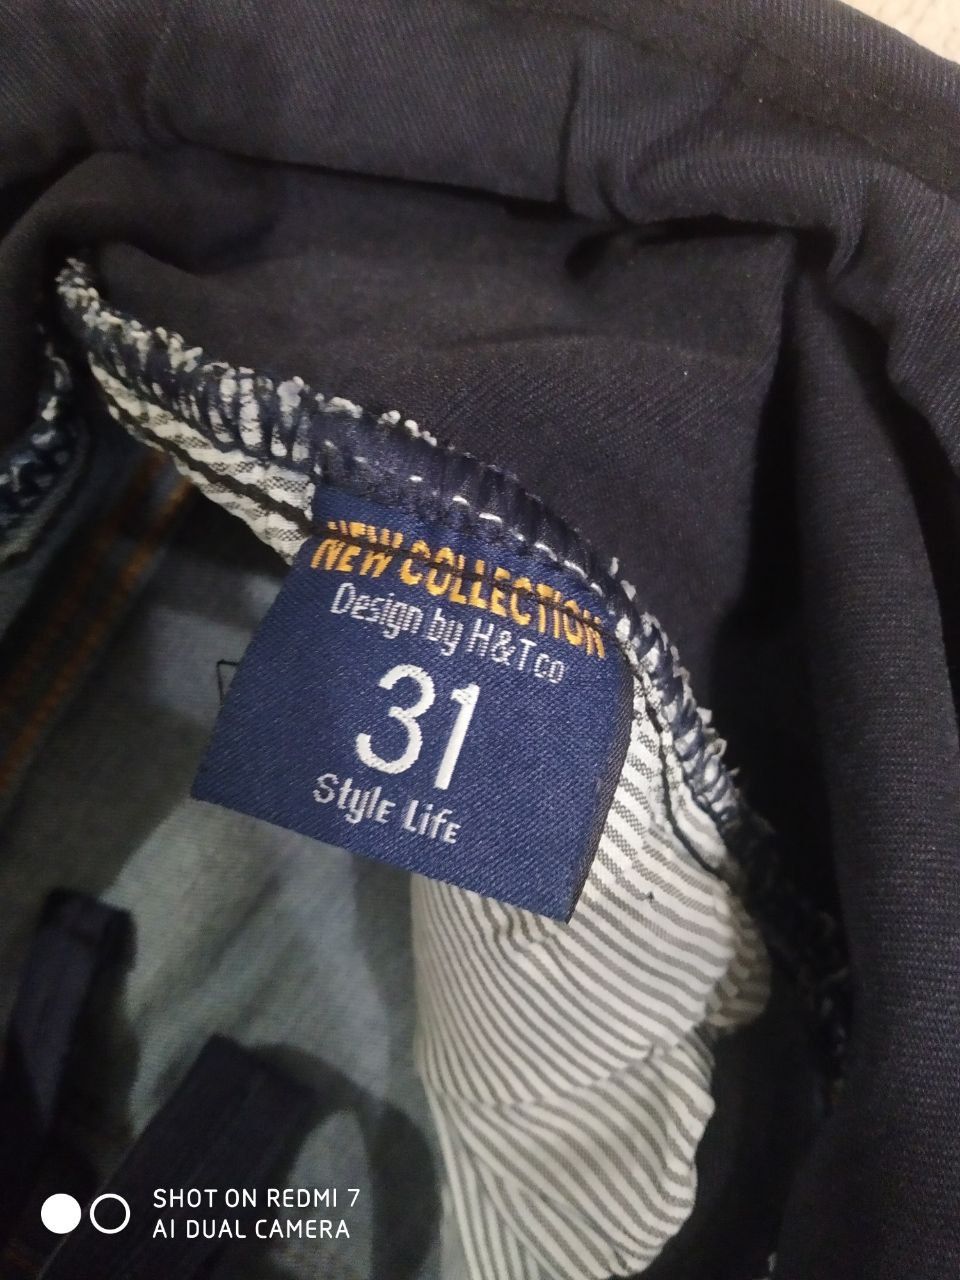 NEW COLLECTION
Design by H&Tco
31
Style Life
SHOT ON REDMI 7
AI DUAL CAMERA